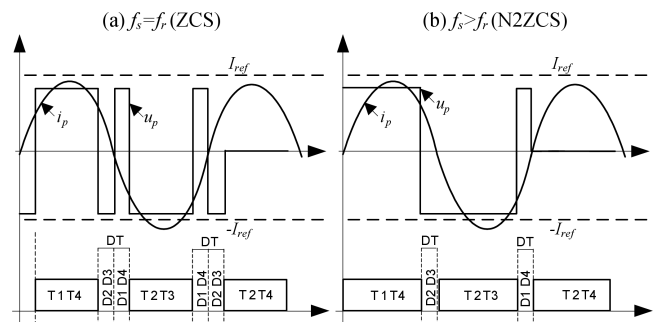 (a) fs=fr (ZCS)
Iref
ip
up
-Iref
DT
DT
T1T4
D2 D3
D1 D4
T2T3
D1 D4
D2 D3
T2T4
(b) fs>fr (N2ZCS)
Iref
up
ip
-Iref
DT
DT
T1T4
D2 D3
T2T3
D1 D4
T2T4